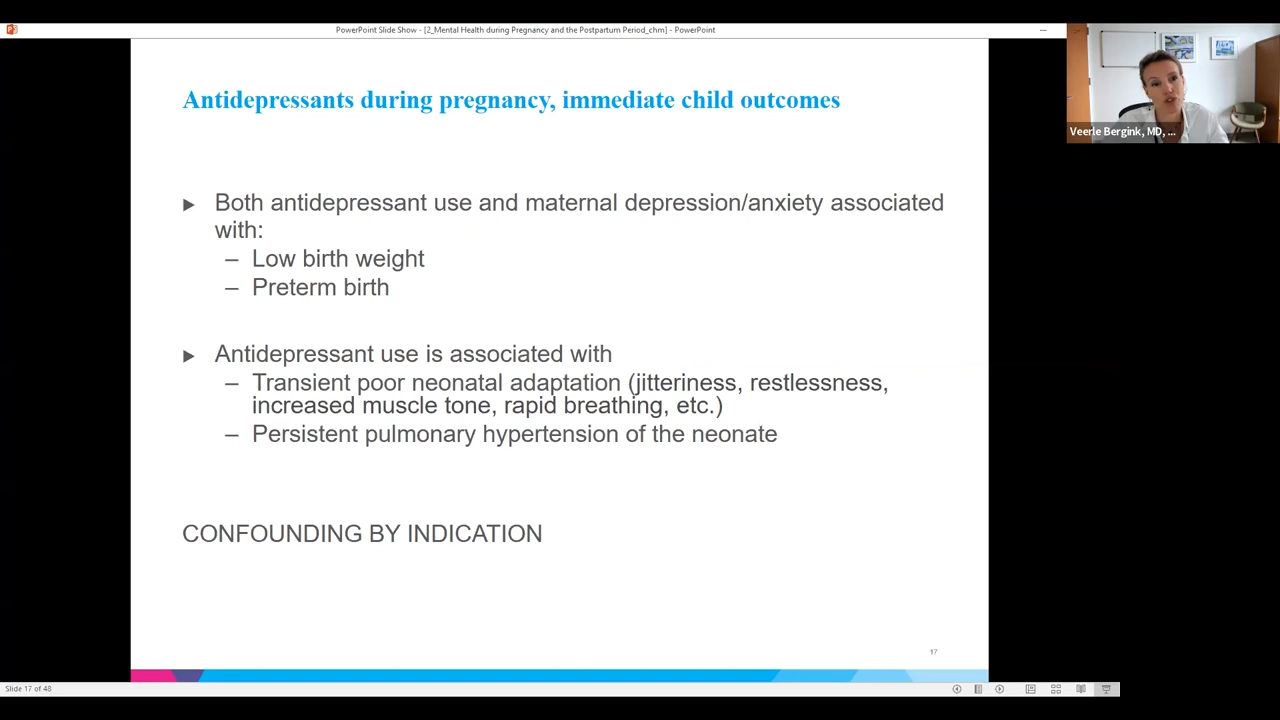 PowerPoint Slide Show - [2_Mental Health during Pregnancy and the Postpartum Period_chm] - PowerPoint
Antidepressants during pregnancy, immediate child outcomes
Veerle Bergink, MD, ...
▶ Both antidepressant use and maternal depression/anxiety associated
with:
– Low birth weight
– Preterm birth
▶ Antidepressant use is associated with
– Transient poor neonatal adaptation (jitteriness, restlessness,
increased muscle tone, rapid breathing, etc.)
– Persistent pulmonary hypertension of the neonate
CONFOUNDING BY INDICATION
17
Slide 17 of 48